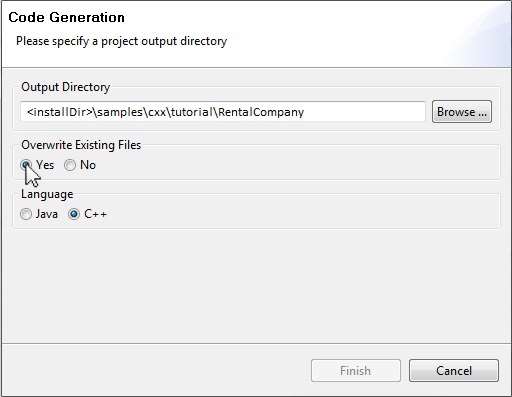 Code Generation
Please specify a project output directory
Output Directory
<installDir>\samples\cxx\tutorial\RentalCompany
Browse ...
Overwrite Existing Files
Yes No
Language
Java C++
Finish Cancel